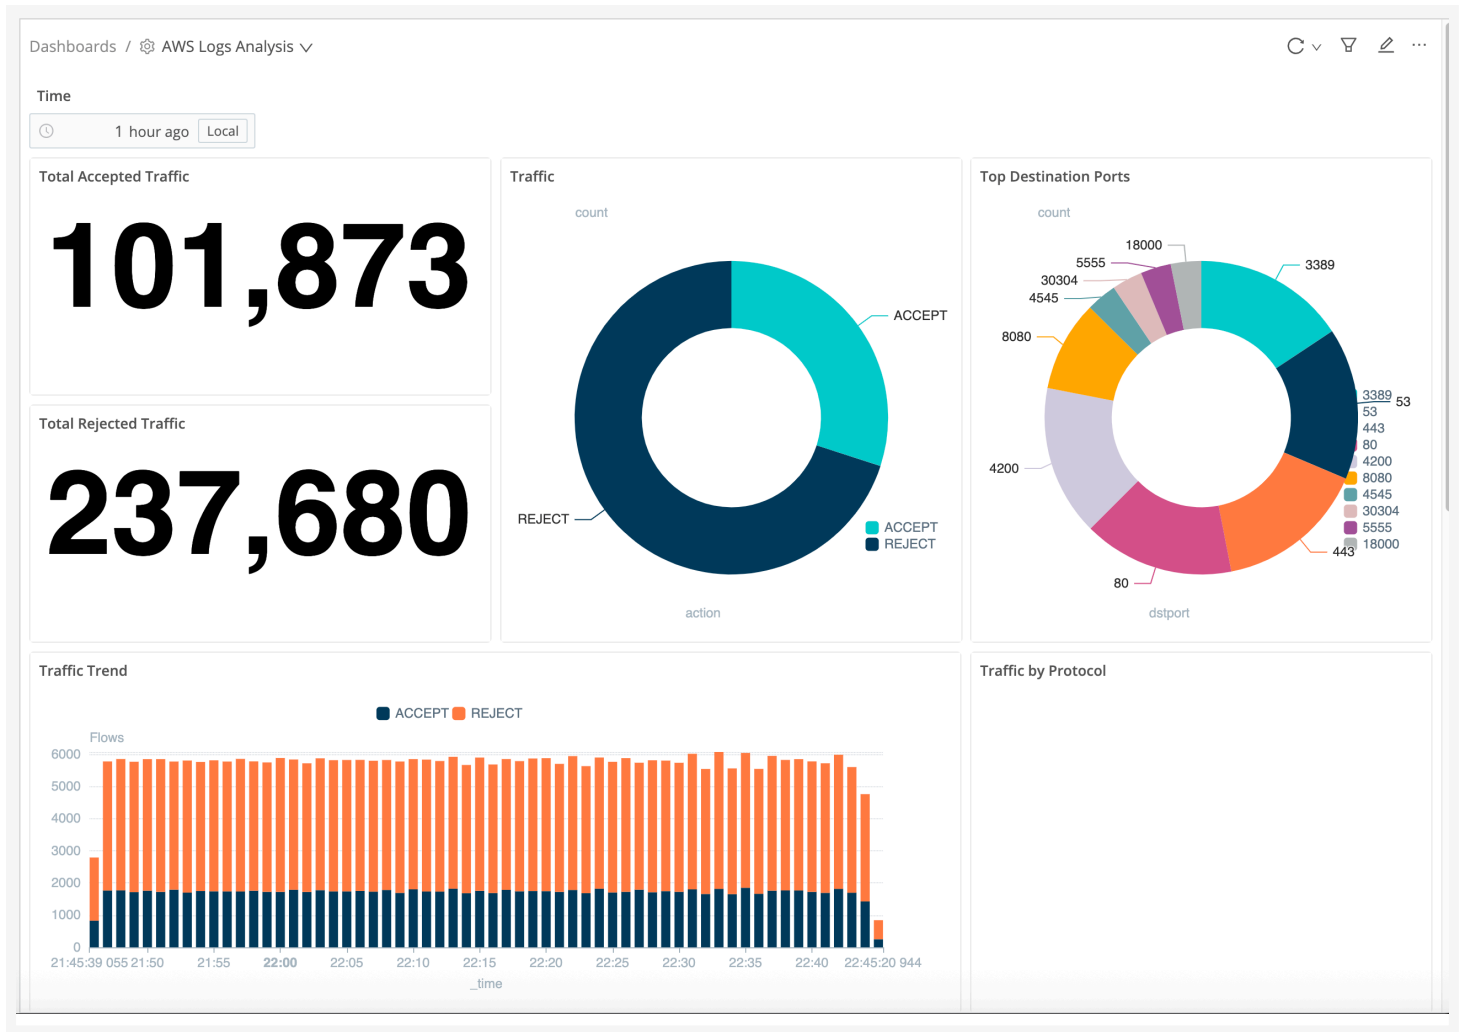 Dashboards / AWS Logs Analysis
Time
1 hour ago Local
Total Accepted Traffic
101,873
Total Rejected Traffic
237,680
Traffic
count
ACCEPT
REJECT
ACCEPT
REJECT
action
Top Destination Ports
count
18000
5555
30304
4545
8080
4200
80
3389
53
443
3389
53
443
80
4200
8080
4545
30304
5555
18000
dstport
Traffic Trend
ACCEPT REJECT
Flows
6000
5000
4000
3000
2000
1000
0
21:45:39 055 21:50 21:55 22:00 22:05 22:10 22:15 22:20 22:25 22:30 22:35 22:40 22:45:20 944
_time
Traffic by Protocol